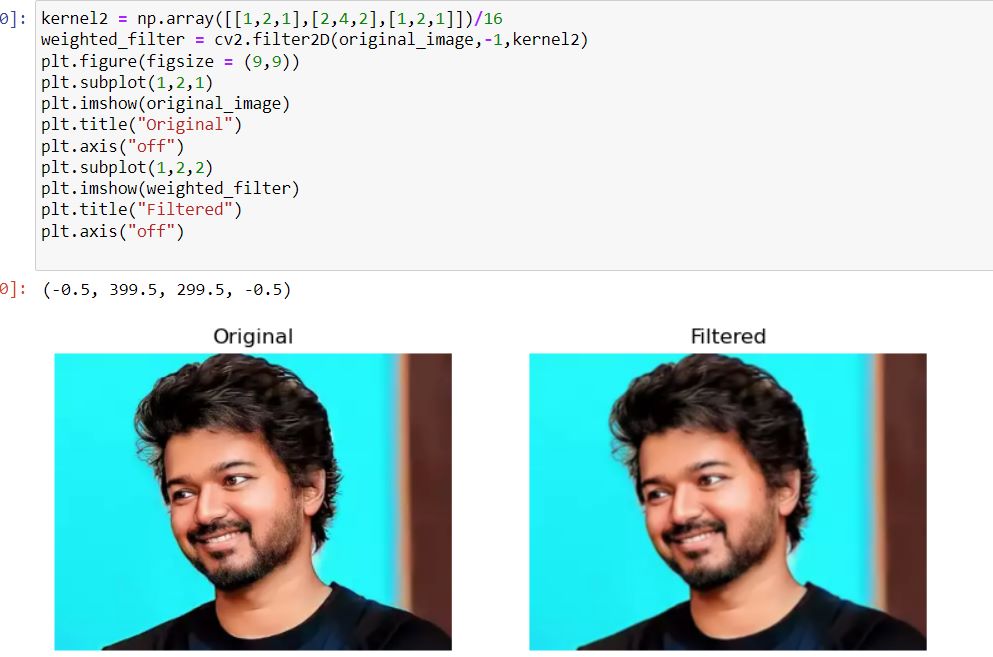 0]:
kernel2 = np.array([[1,2,1],[2,4,2],[1,2,1]])/16
weighted_filter = cv2.filter2D(original_image,-1,kernel2)
plt.figure(figsize = (9,9))
plt.subplot(1,2,1)
plt.imshow(original_image)
plt.title("Original")
plt.axis("off")
plt.subplot(1,2,2)
plt.imshow(weighted_filter)
plt.title("Filtered")
plt.axis("off")
0]:
(-0.5, 399.5, 299.5, -0.5)
Original
Filtered